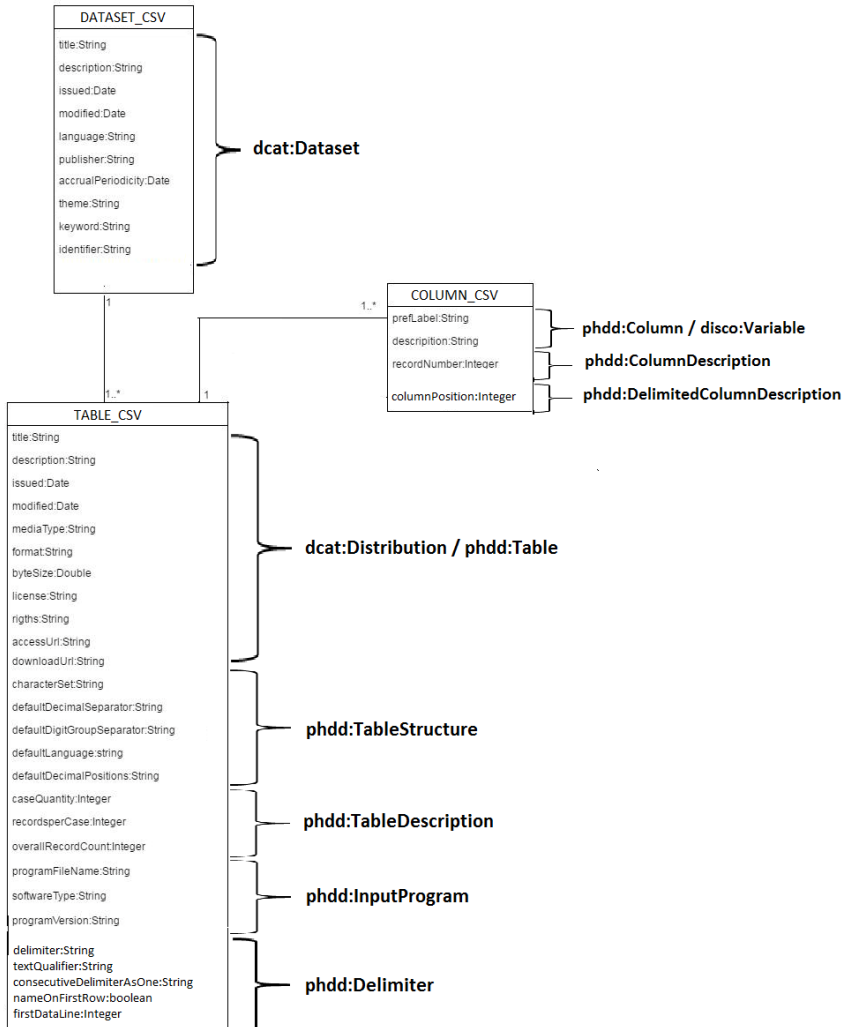 DATASET_CSV
title:String
description:String
issued:Date
modified:Date
language:String
publisher:String
accrualPeriodicity:Date
theme:String
keyword:String
identifier:String
dcat:Dataset
1
1..*
1..*
1
COLUMN_CSV
prefLabel:String
descripition:String
recordNumber:Integer
columnPosition:Integer
phdd:Column / disco:Variable
phdd:ColumnDescription
phdd:DelimitedColumnDescription
TABLE_CSV
title:String
description:String
issued:Date
modified:Date
mediaType:String
format:String
byteSize:Double
license:String
rigths:String
accessUrl:String
downloadUrl:String
dcat:Distribution / phdd:Table
characterSet:String
defaultDecimalSeparator:String
defaultDigitGroupSeparator:String
defaultLanguage:string
defaultDecimalPositions:String
phdd:TableStructure
caseQuantity:Integer
recordsperCase:Integer
overallRecordCount:Integer
phdd:TableDescription
programFileName:String
softwareType:String
programVersion:String
phdd:InputProgram
delimiter:String
textQualifier:String
consecutiveDelimiterAsOne:String
nameOnFirstRow:boolean
firstDataLine:Integer
phdd:Delimiter